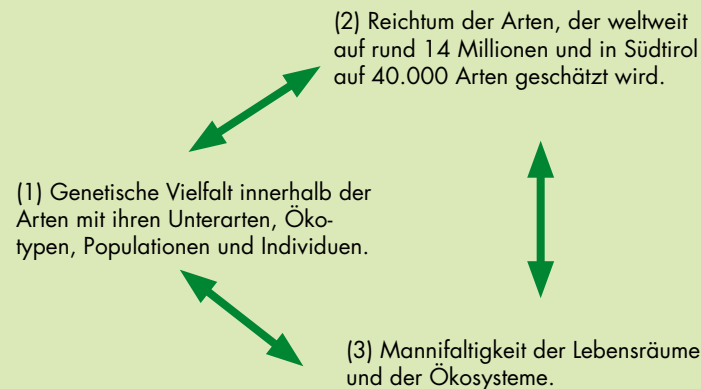 (2) Reichtum der Arten, der weltweit
auf rund 14 Millionen und in Südtirol
auf 40.000 Arten geschätzt wird.
(1) Genetische Vielfalt innerhalb der
Arten mit ihren Unterarten, Öko-
typen, Populationen und Individuen.
(3) Mannifaltigkeit der Lebensräume
und der Ökosysteme.